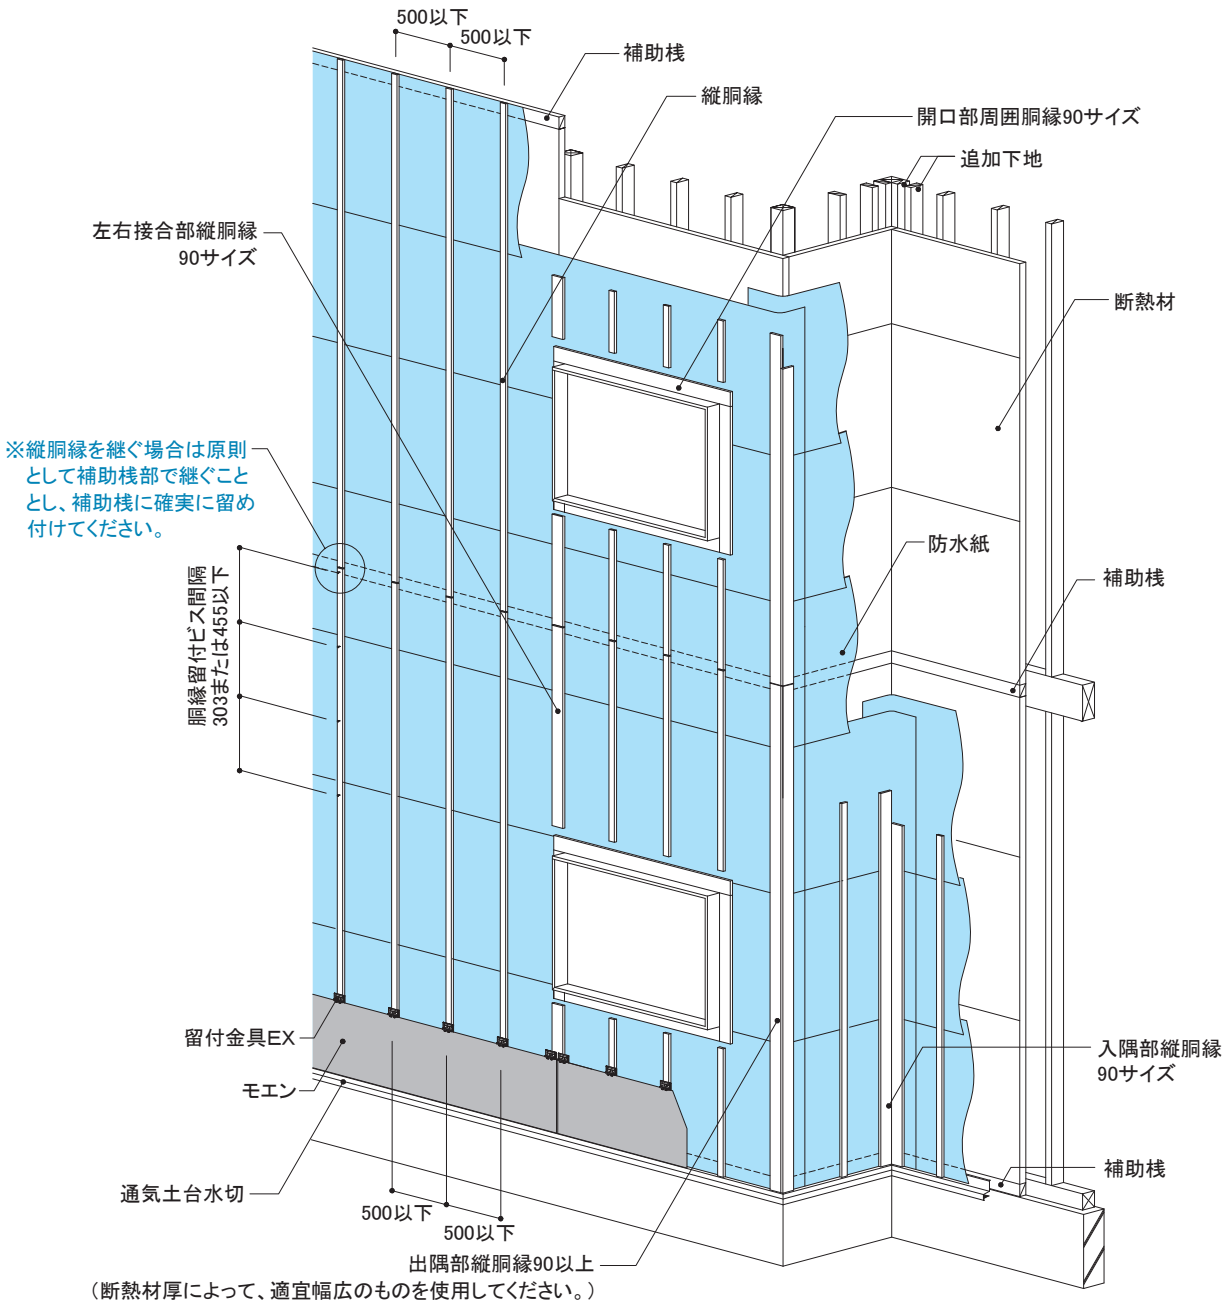 500以下
500以下
補助桟
縦胴縁
開口部周囲胴縁90サイズ
追加下地
左右接合部縦胴縁
90サイズ
断熱材
※縦胴縁を継ぐ場合は原則
として補助桟部で継ぐこと
とし、補助桟に確実に留め
付けてください。
防水紙
補助桟
胴縁留付ビス間隔
303または455以下
留付金具EX
モエン
入隅部縦胴縁
90サイズ
補助桟
通気土台水切
500以下
500以下
出隅部縦胴縁90以上
（断熱材厚によって、適宜幅広のものを使用してください。）